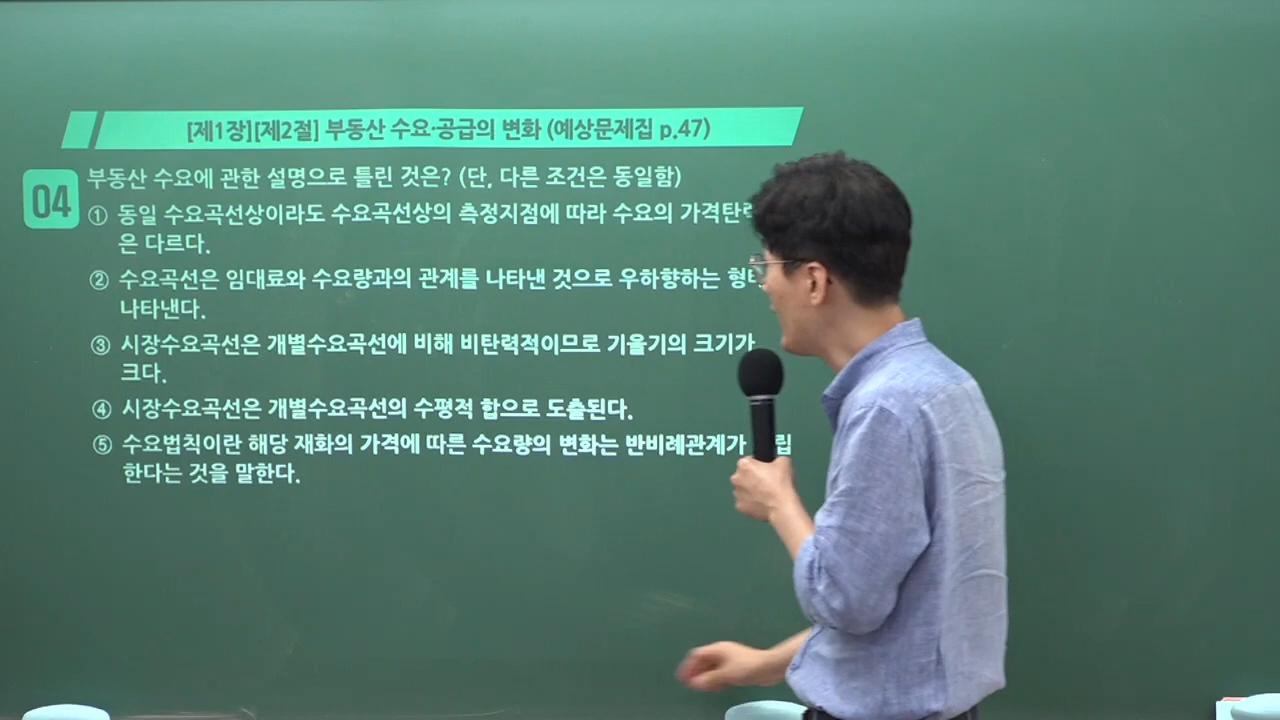 [제1장][제2절] 부동산 수요·공급의 변화 (예상문제집 p.47)
04
부동산 수요에 관한 설명으로 틀린 것은? (단, 다른 조건은 동일함)
① 동일 수요곡선상이라도 수요곡선상의 측정지점에 따라 수요의
은 다르다.
② 수요곡선은 임대료와 수요량과의 관계를 나타낸 것으로 우하향하는
나타낸다.
③ 시장수요곡선은 개별수요곡선에 비해 비탄력적이므로 기울기의 크기가
크다.
④ 시장수요곡선은 개별수요곡선의 수평적 합으로 도출된다.
⑤ 수요법칙이란 해당 재화의 가격에 따른 수요량의 변화는 반비례관계가
한다는 것을 말한다.